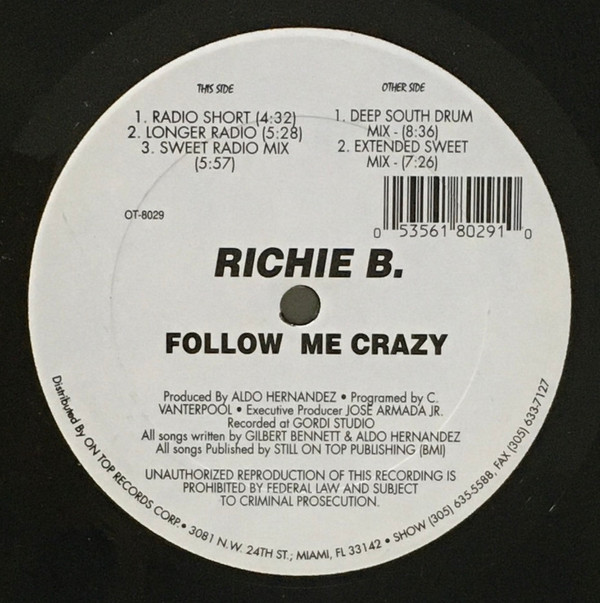 THIS SIDE
1. RADIO SHORT (4:32)
2. LONGER RADIO (5:28)
3. SWEET RADIO MIX
(5:57)
OTHER SIDE
1. DEEP SOUTH DRUM
MIX - (8:36)
2. EXTENDED SWEET
MIX - (7:26)
OT-8029
0 53561 80291 0
RICHIE B.
FOLLOW ME CRAZY
Produced By ALDO HERNANDEZ • Programed by C.
VANTERPOOL • Executive Producer JOSE ARMADA JR.
Recorded at GORDI STUDIO
All songs written by GILBERT BENNETT & ALDO HERNANDEZ
All songs Published by STILL ON TOP PUBLISHING (BMI)
UNAUTHORIZED REPRODUCTION OF THIS RECORDING IS
PROHIBITED BY FEDERAL LAW AND SUBJECT
TO CRIMINAL PROSECUTION.
Distributed By ON TOP RECORDS CORP. • 3081 N.W. 24TH ST.; MIAMI, FL 33142 • SHOW (305) 635-5588, FAX (305) 633-7127